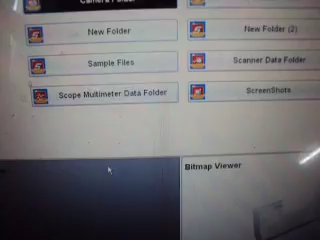 Camera Folder
New Folder
New Folder (2)
Sample Files
Scanner Data Folder
Scope Multimeter Data Folder
ScreenShots
Bitmap Viewer